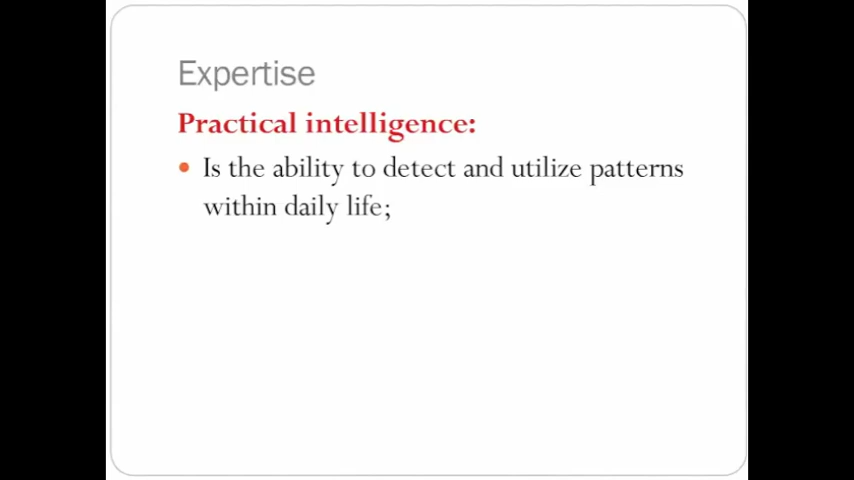 Expertise
Practical intelligence:
• Is the ability to detect and utilize patterns
within daily life;